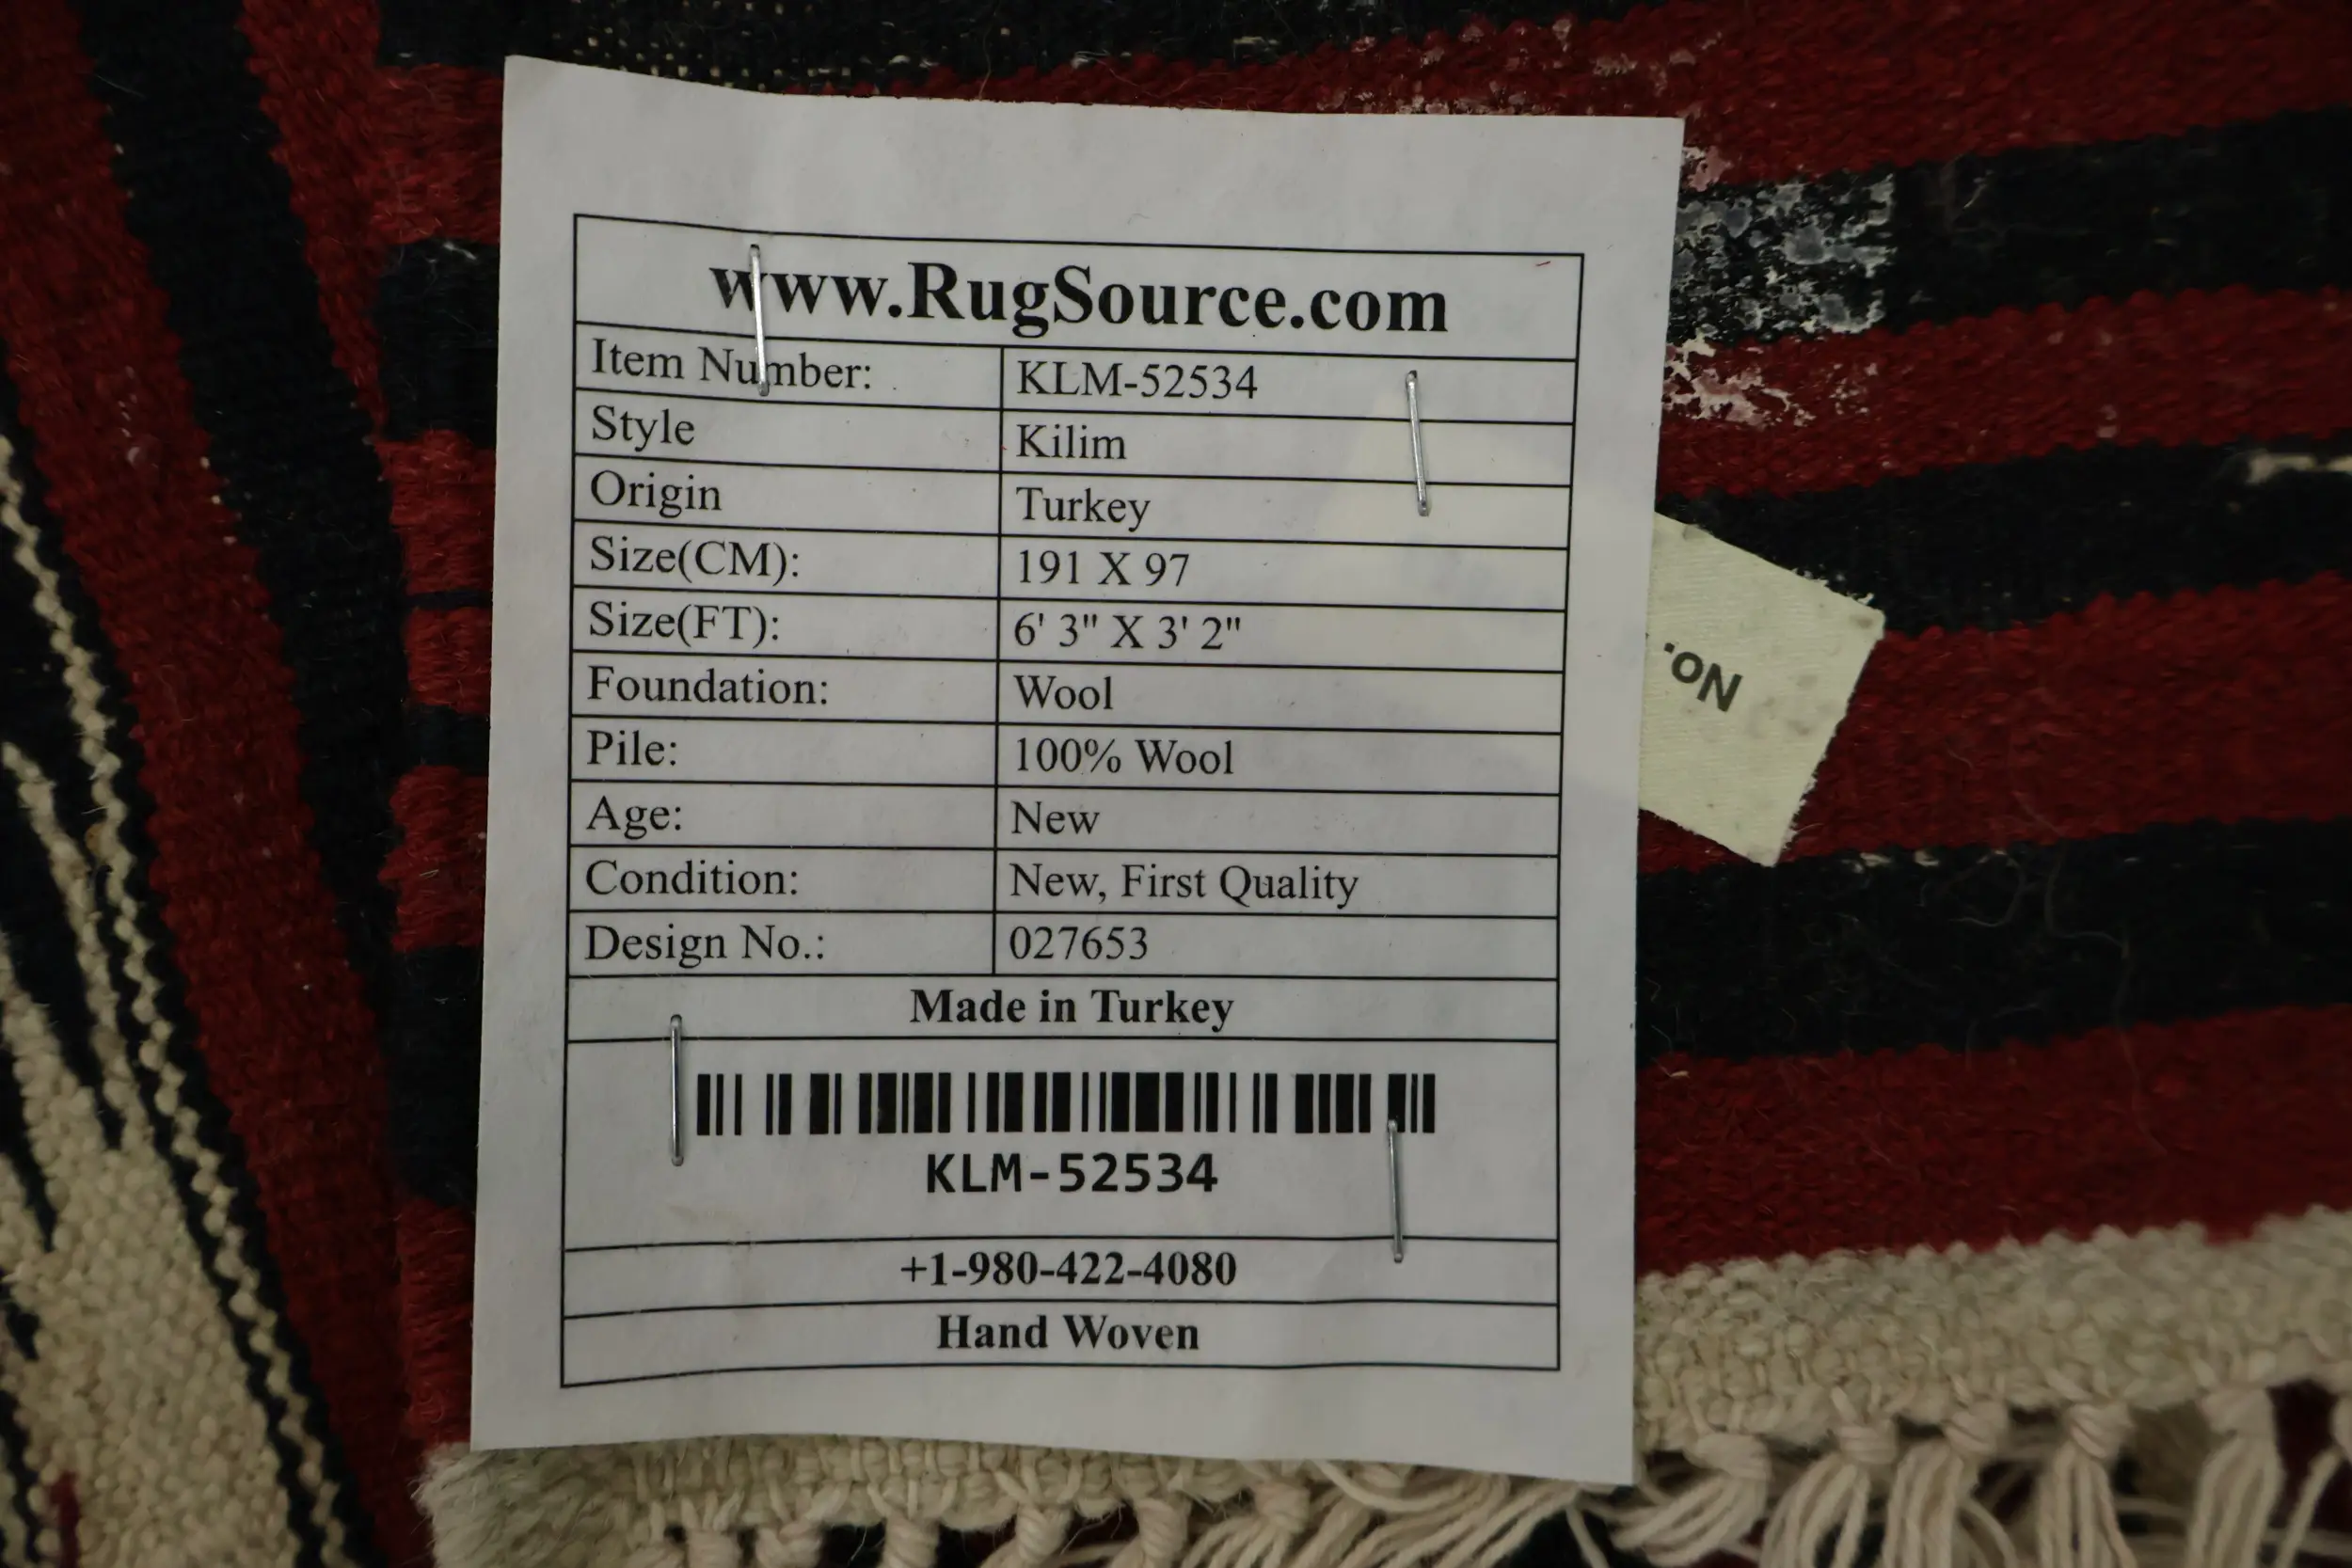 www.RugSource.com
Item Number: KLM-52534
Style Kilim
Origin Turkey
Size(CM): 191 X 97
Size(FT): 6' 3" X 3' 2"
Foundation: Wool
Pile: 100% Wool
Age: New
Condition: New, First Quality
Design No.: 027653
Made in Turkey
KLM-52534
+1-980-422-4080
Hand Woven
No.